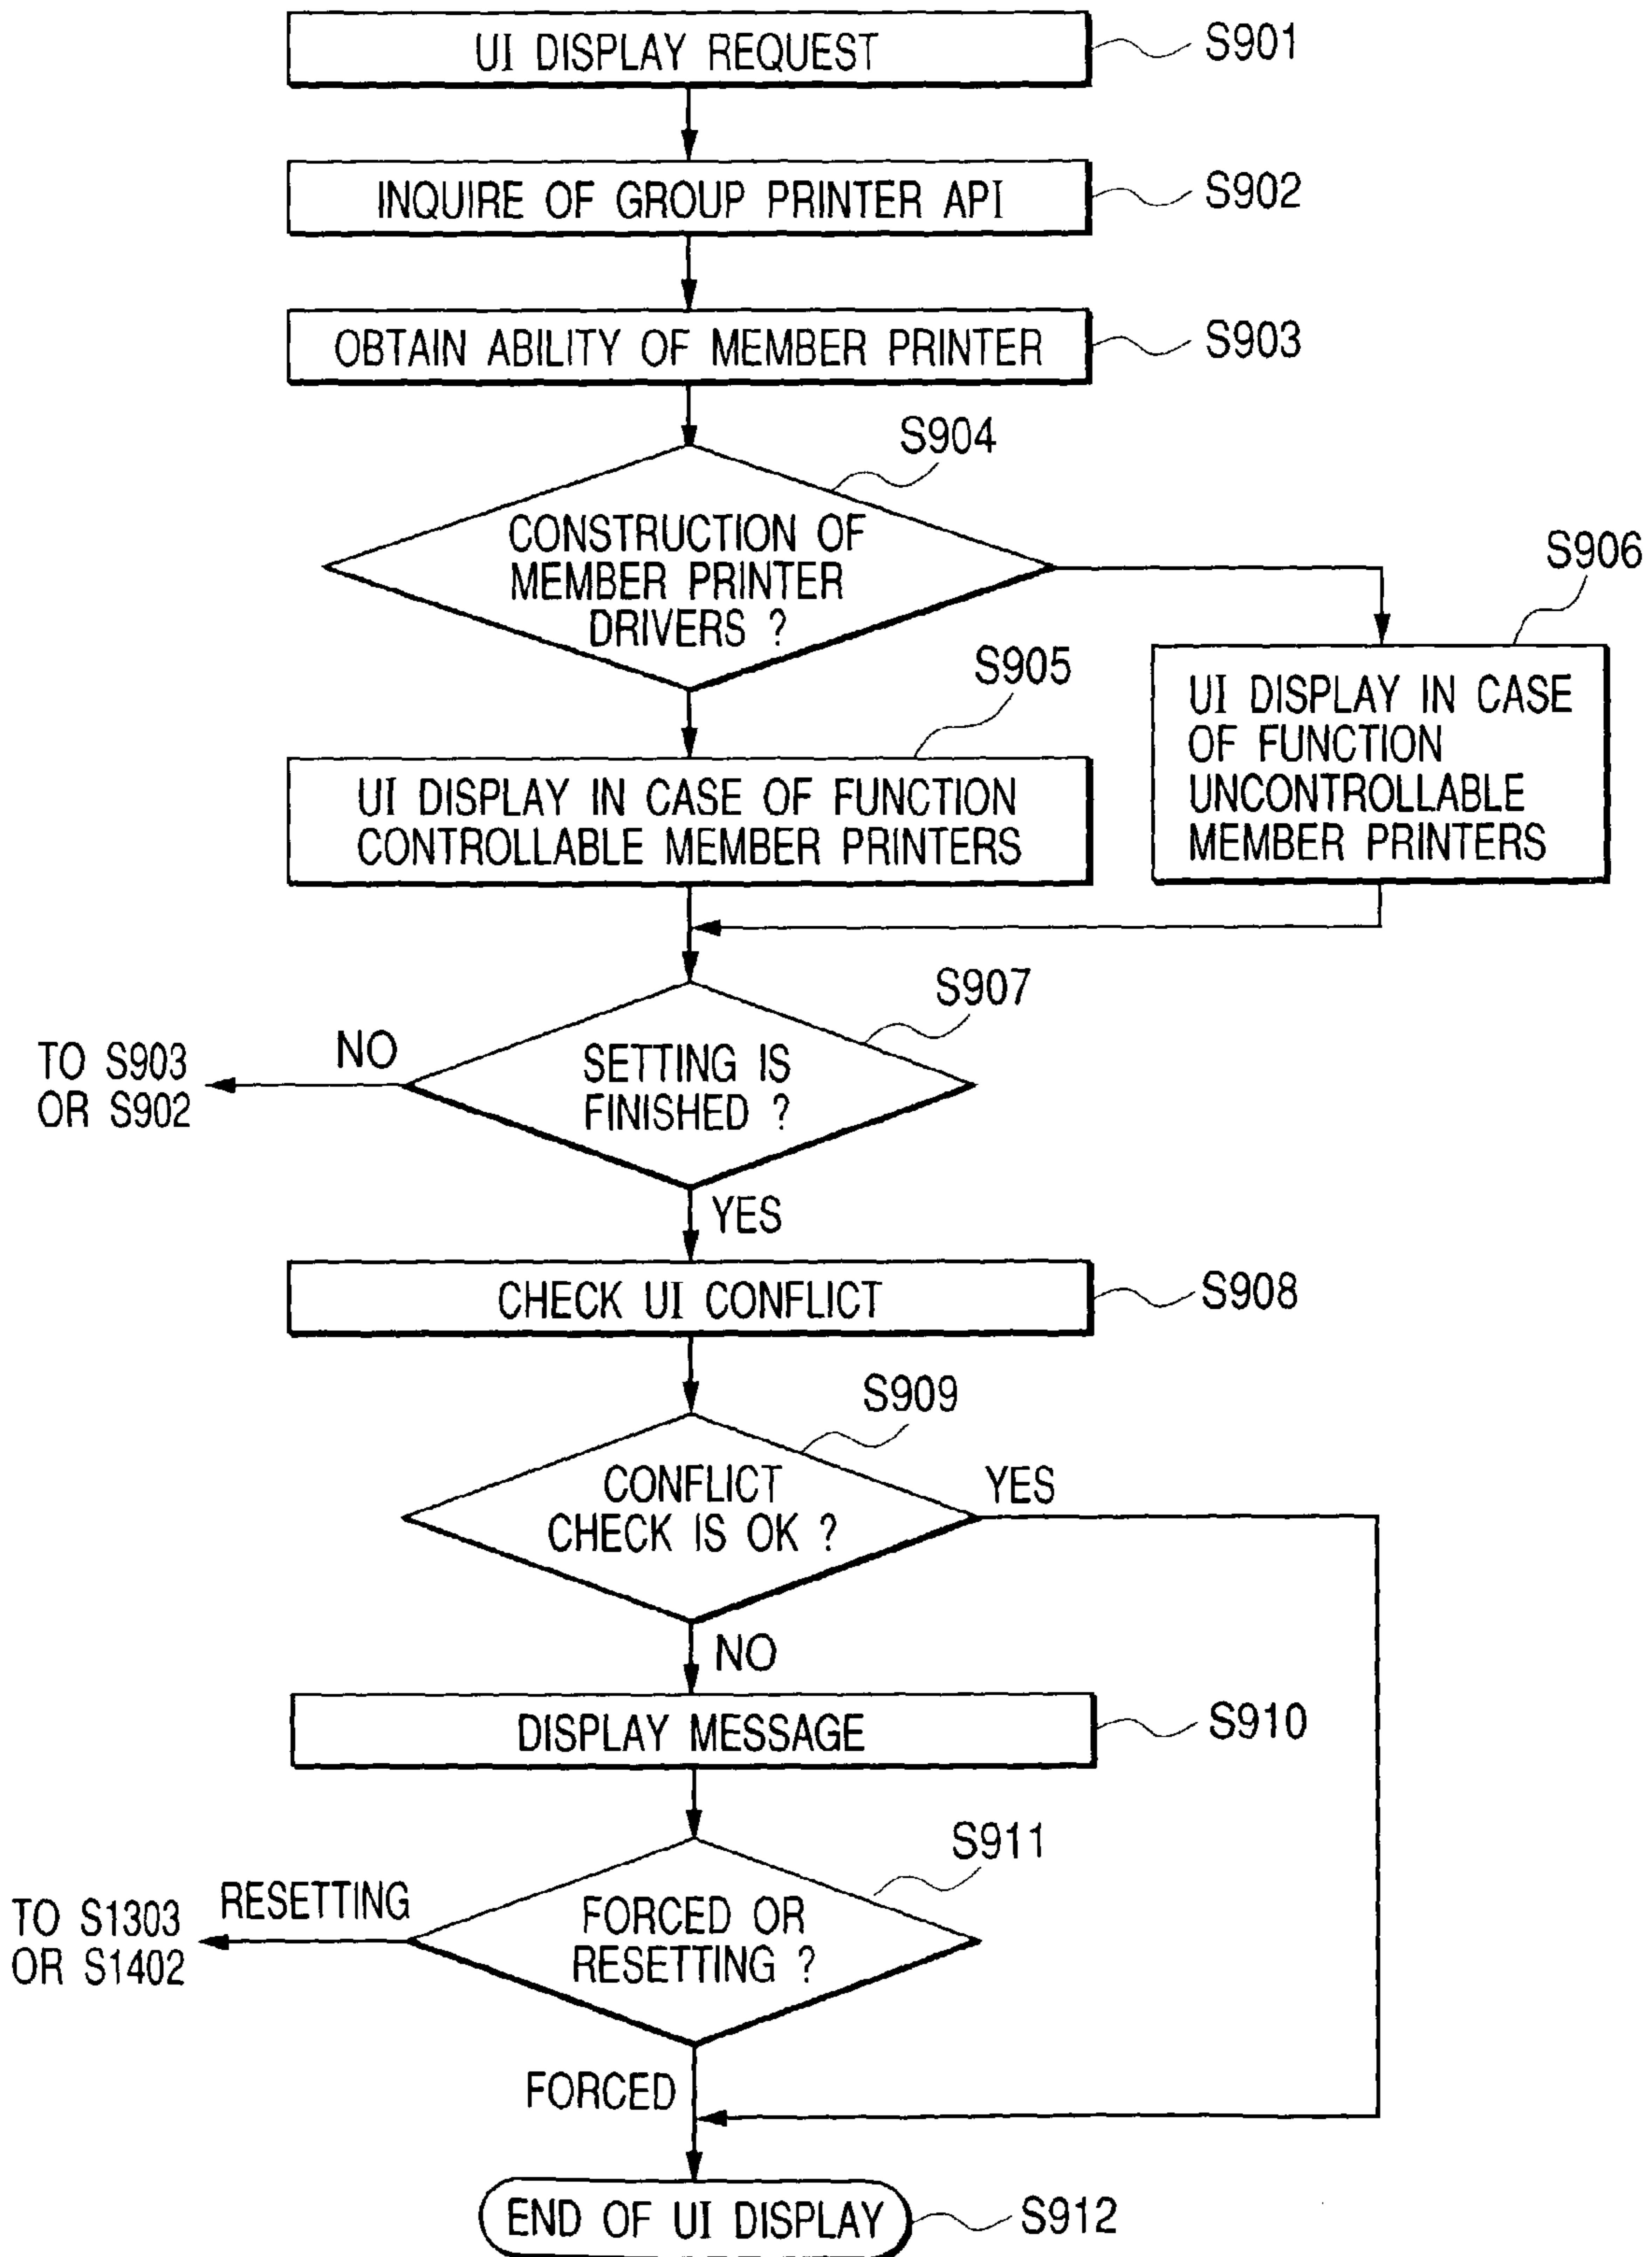 UI DISPLAY REQUEST
S901
INQUIRE OF GROUP PRINTER API
S902
OBTAIN ABILITY OF MEMBER PRINTER
S903
S904
CONSTRUCTION OF
MEMBER PRINTER
DRIVERS ?
S906
UI DISPLAY IN CASE
OF FUNCTION
UNCONTROLLABLE
MEMBER PRINTERS
S905
UI DISPLAY IN CASE OF FUNCTION
CONTROLLABLE MEMBER PRINTERS
S907
SETTING IS
FINISHED ?
NO
TO S903
OR S902
YES
CHECK UI CONFLICT
S908
S909
CONFLICT
CHECK IS OK ?
YES
NO
DISPLAY MESSAGE
S910
S911
FORCED OR
RESETTING ?
RESETTING
TO S1303
OR S1402
FORCED
END OF UI DISPLAY
S912